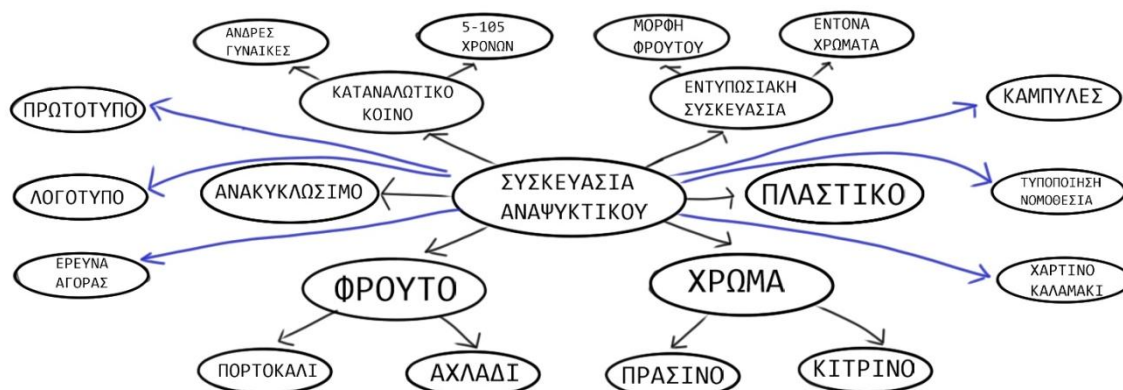 ΑΝΔΡΕΣ
ΓΥΝΑΙΚΕΣ
5-105
ΧΡΟΝΩΝ
ΜΟΡΦΗ
ΦΡΟΥΤΟΥ
ΕΝΤΟΝΑ
ΧΡΩΜΑΤΑ
ΚΑΤΑΝΑΛΩΤΙΚΟ
ΚΟΙΝΟ
ΕΝΤΥΠΩΣΙΑΚΗ
ΣΥΣΚΕΥΑΣΙΑ
ΠΡΩΤΟΤΥΠΟ
ΚΑΜΠΥΛΕΣ
ΛΟΓΟΤΥΠΟ
ΑΝΑΚΥΚΛΩΣΙΜΟ
ΣΥΣΚΕΥΑΣΙΑ
ΑΝΑΨΥΚΤΙΚΟΥ
ΠΛΑΣΤΙΚΟ
ΤΥΠΟΠΟΙΗΣΗ
ΝΟΜΟΘΕΣΙΑ
ΕΡΕΥΝΑ
ΑΓΟΡΑΣ
ΦΡΟΥΤΟ
ΧΡΩΜΑ
ΧΑΡΤΙΝΟ
ΚΑΛΑΜΑΚΙ
ΠΟΡΤΟΚΑΛΙ
ΑΧΛΑΔΙ
ΠΡΑΣΙΝΟ
ΚΙΤΡΙΝΟ